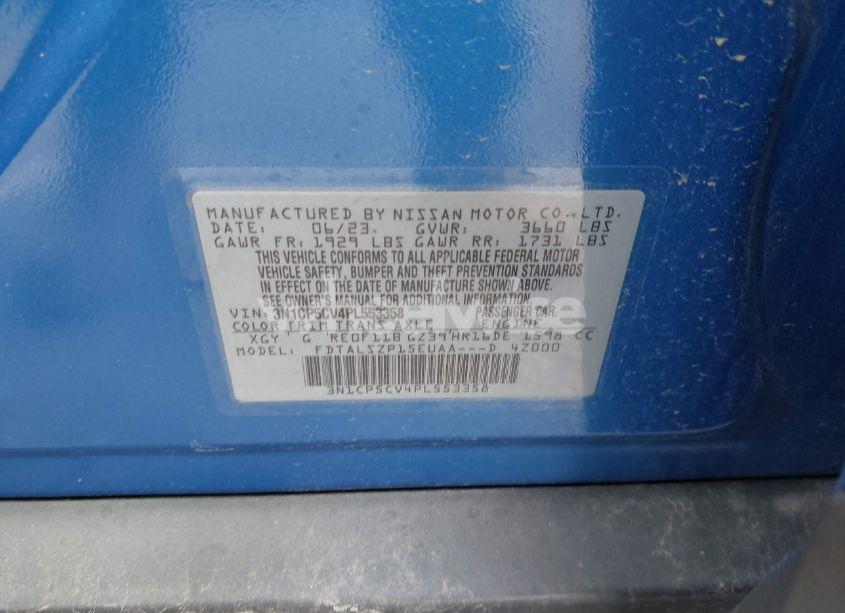 MANUFACTURED BY NISSAN MOTOR CO., LTD.
DATE: 06/23. GVWR: 3660 LBS
GAWR FR: 1929 LBS GAWR RR: 1731 LBS
THIS VEHICLE CONFORMS TO ALL APPLICABLE FEDERAL MOTOR
VEHICLE SAFETY, BUMPER AND THEFT PREVENTION STANDARDS
IN EFFECT ON THE DATE OF MANUFACTURE SHOWN ABOVE.
SEE OWNER'S MANUAL FOR ADDITIONAL INFORMATION.
VIN: 3N1CP5CV4PL553358 PASSENGER CAR.
COLOR TRIM TRANS AXLE ENGINE
XGY G RE0F11B GZ39 HR16DE 1598 CC
MODEL: FDTALSZP15EUAA---D 4Z000
3N1CP5CV4PL553358